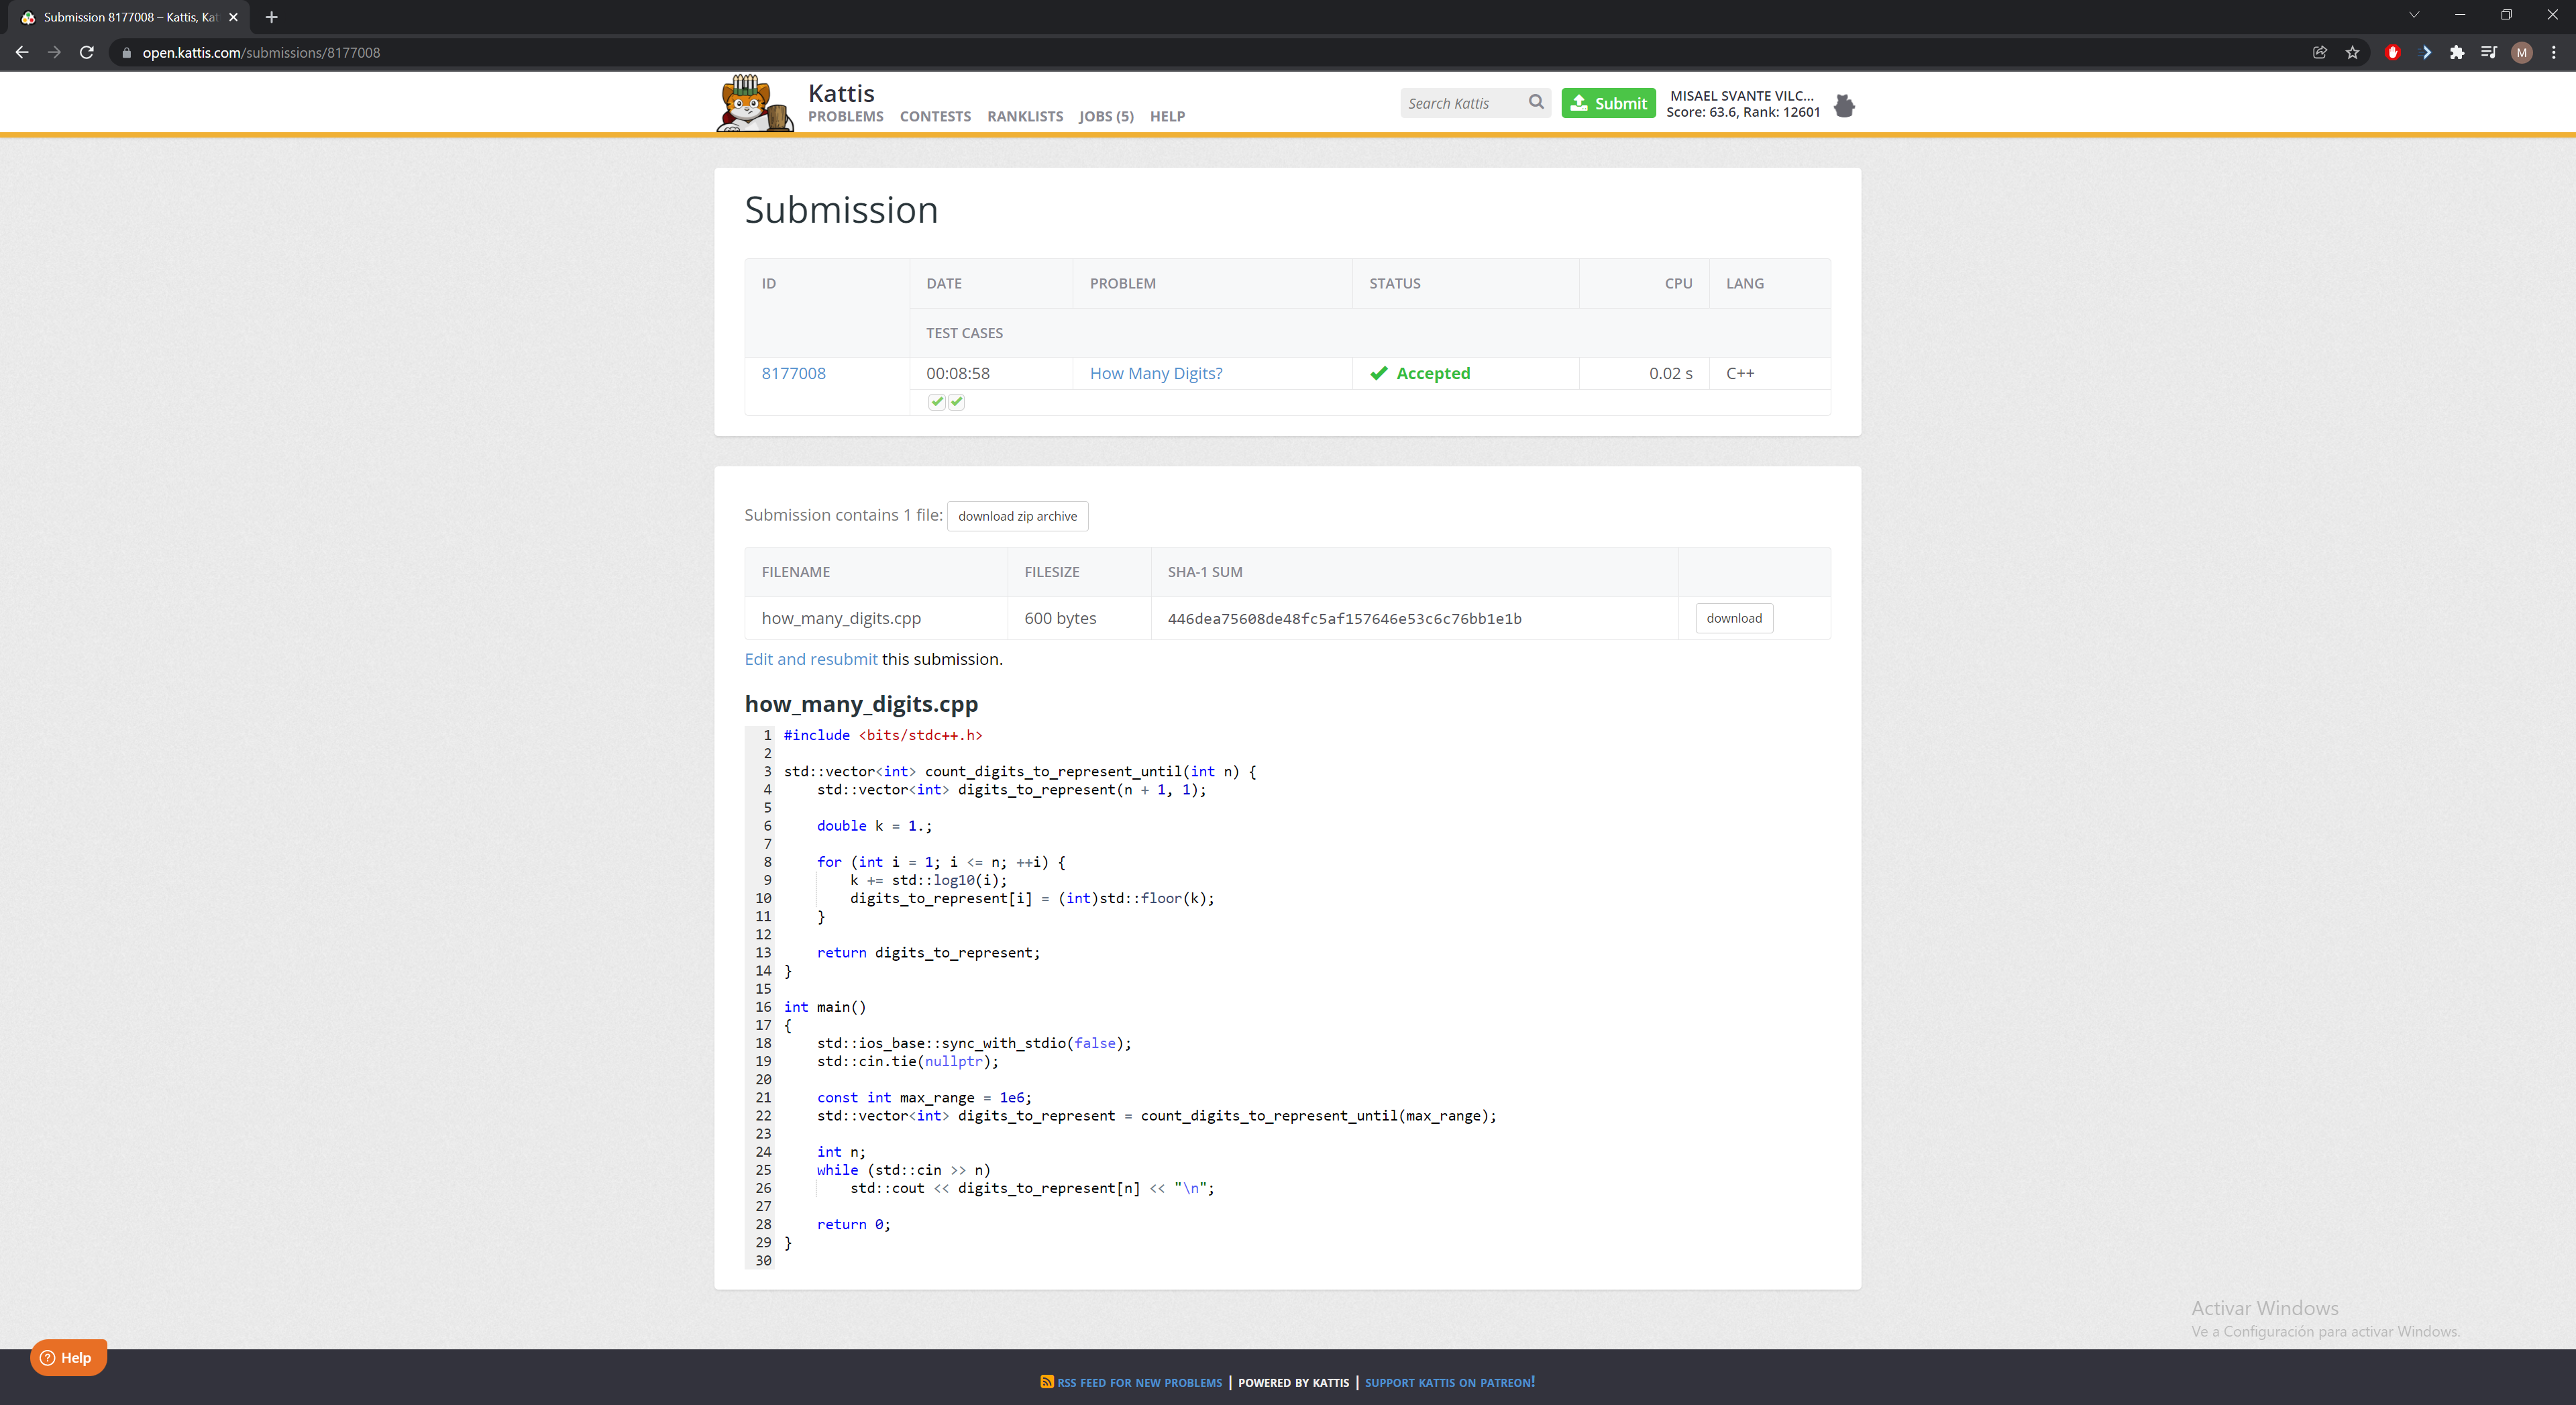 Submission 8177008 – Kattis, Kat
open.kattis.com/submissions/8177008
M
Kattis
PROBLEMS CONTESTS RANKLISTS JOBS (5) HELP
Search Kattis
Submit
MISAEL SVANTE VILC...
Score: 63.6, Rank: 12601
Submission
ID DATE PROBLEM STATUS CPU LANG
TEST CASES
8177008 00:08:58 How Many Digits? Accepted 0.02 s C++
Submission contains 1 file: download zip archive
FILENAME FILESIZE SHA-1 SUM
how_many_digits.cpp 600 bytes 446dea75608de48fc5af157646e53c6c76bb1e1b download
Edit and resubmit this submission.
how_many_digits.cpp
1 #include <bits/stdc++.h>
2
3 std::vector<int> count_digits_to_represent_until(int n) {
4     std::vector<int> digits_to_represent(n + 1, 1);
5
6     double k = 1.;
7
8     for (int i = 1; i <= n; ++i) {
9         k += std::log10(i);
10         digits_to_represent[i] = (int)std::floor(k);
11     }
12
13     return digits_to_represent;
14 }
15
16 int main()
17 {
18     std::ios_base::sync_with_stdio(false);
19     std::cin.tie(nullptr);
20
21     const int max_range = 1e6;
22     std::vector<int> digits_to_represent = count_digits_to_represent_until(max_range);
23
24     int n;
25     while (std::cin >> n)
26         std::cout << digits_to_represent[n] << "\n";
27
28     return 0;
29 }
30
Activar Windows
Ve a Configuración para activar Windows.
? Help
RSS FEED FOR NEW PROBLEMS | POWERED BY KATTIS | SUPPORT KATTIS ON PATREON!